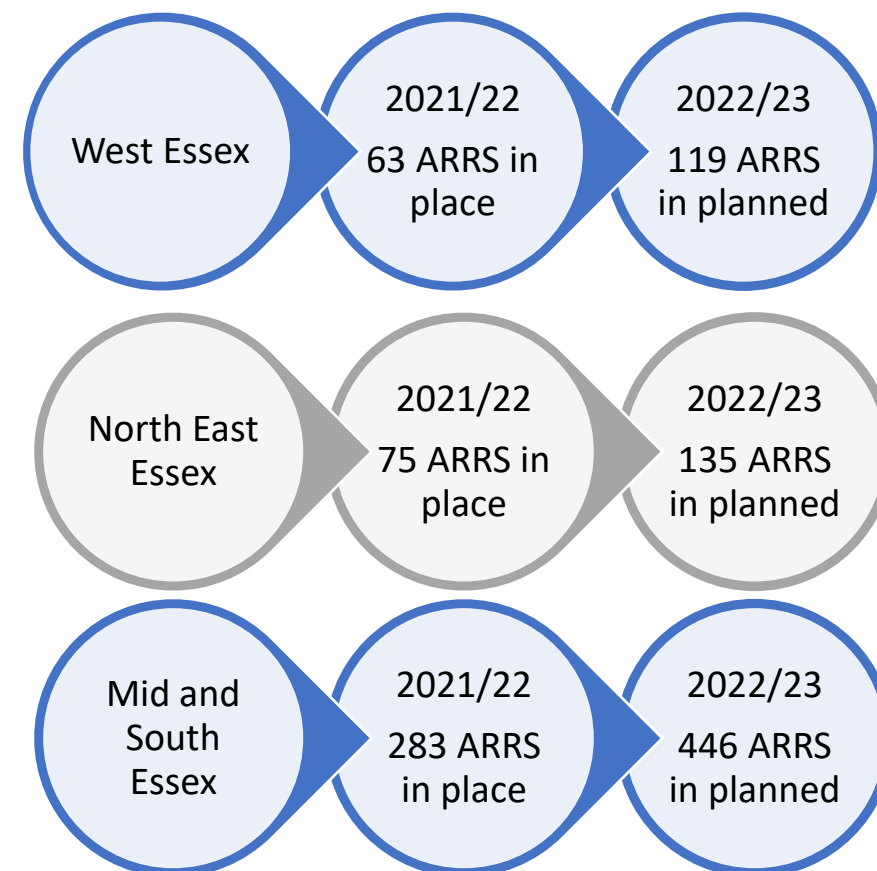 West Essex
2021/22
63 ARRS in
place
2022/23
119 ARRS
in planned
North East
Essex
2021/22
75 ARRS in
place
2022/23
135 ARRS
in planned
Mid and
South
Essex
2021/22
283 ARRS
in place
2022/23
446 ARRS
in planned